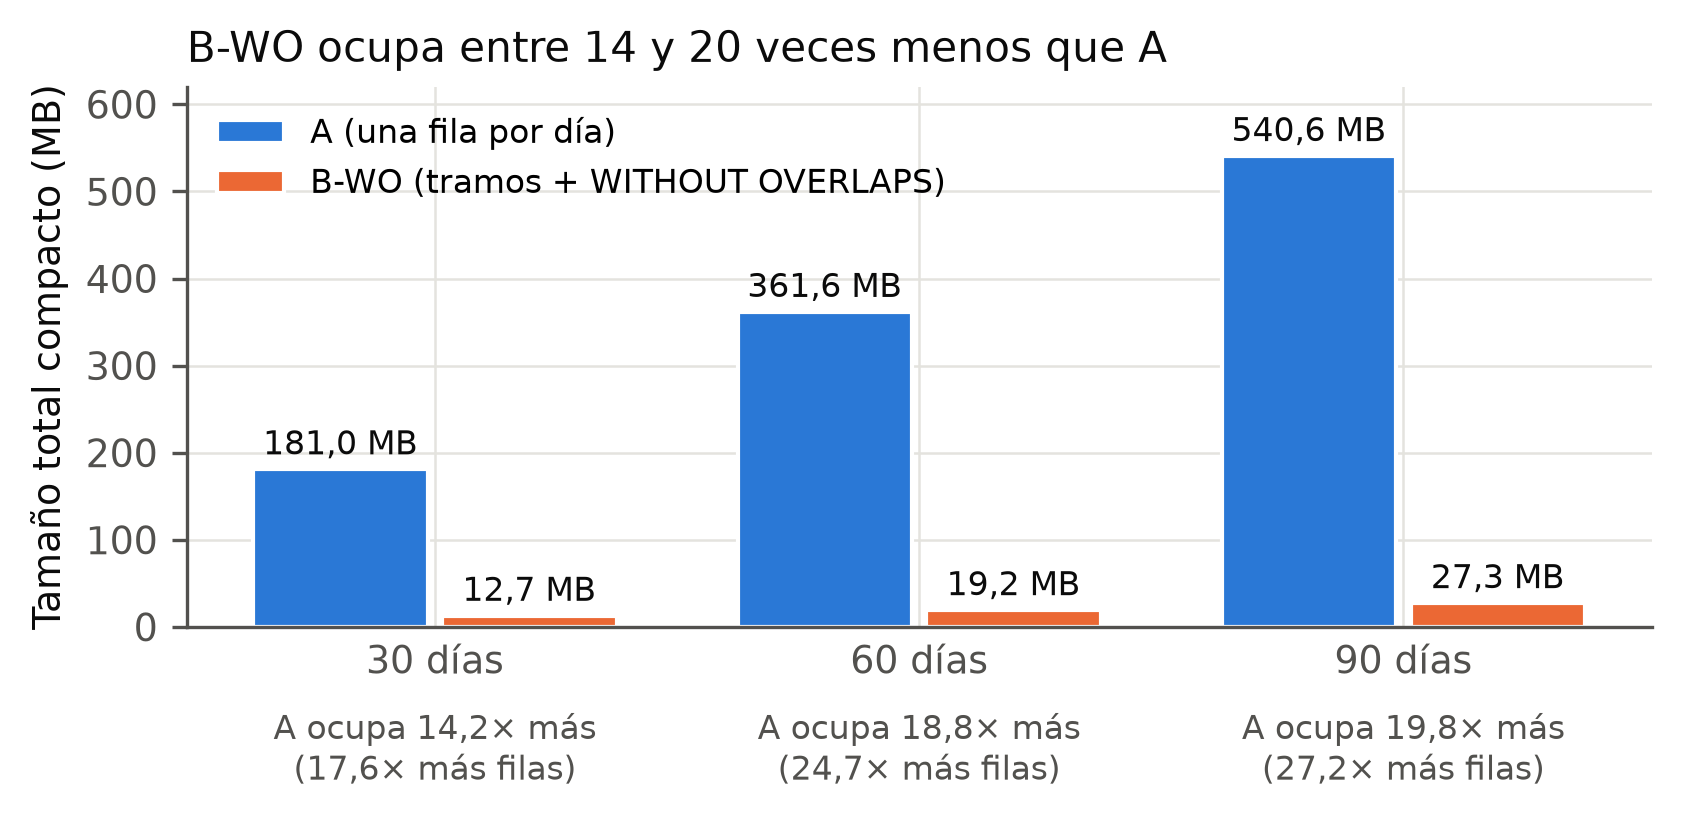 B-WO ocupa entre 14 y 20 veces menos que A
Tamaño total compacto (MB)
600
500
400
300
200
100
0
A (una fila por día)
B-WO (tramos + WITHOUT OVERLAPS)
181,0 MB
12,7 MB
361,6 MB
19,2 MB
540,6 MB
27,3 MB
30 días
60 días
90 días
A ocupa 14,2× más
(17,6× más filas)
A ocupa 18,8× más
(24,7× más filas)
A ocupa 19,8× más
(27,2× más filas)